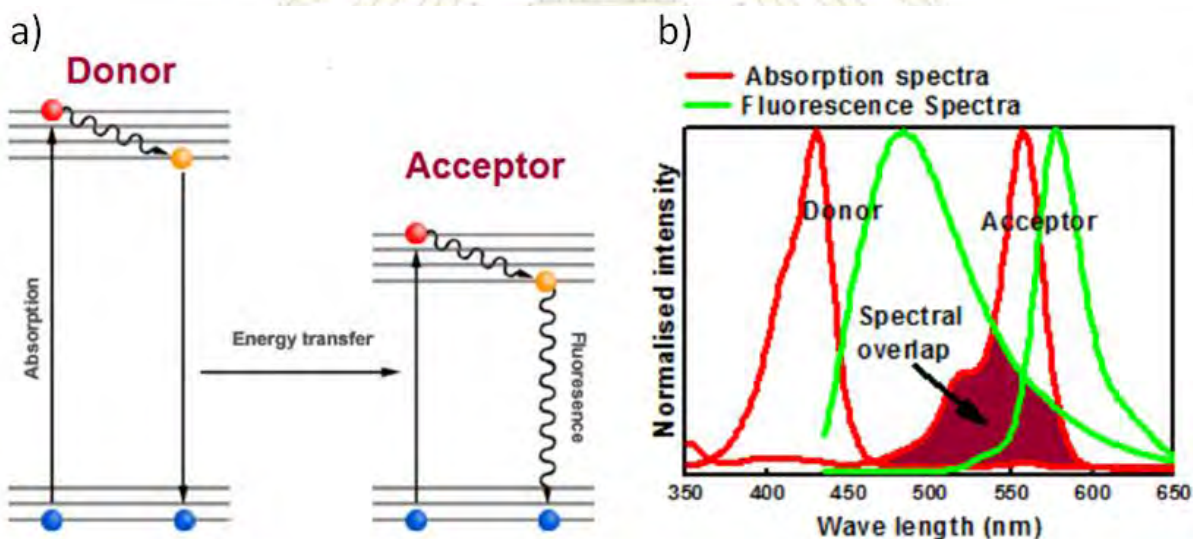 a)
Donor
Acceptor
Absorption
Energy transfer
Fluoresence
b)
Absorption spectra
Fluorescence Spectra
Normalised intensity
Donor
Acceptor
Spectral
overlap
350 400 450 500 550 600 650
Wave length (nm)